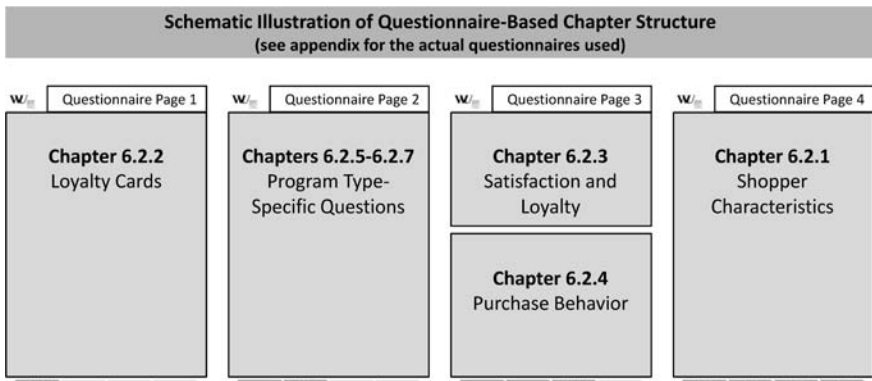 Schematic Illustration of Questionnaire-Based Chapter Structure
(see appendix for the actual questionnaires used)
Questionnaire Page 1
Chapter 6.2.2
Loyalty Cards
Questionnaire Page 2
Chapters 6.2.5-6.2.7
Program Type-
Specific Questions
Questionnaire Page 3
Chapter 6.2.3
Satisfaction and
Loyalty
Chapter 6.2.4
Purchase Behavior
Questionnaire Page 4
Chapter 6.2.1
Shopper
Characteristics